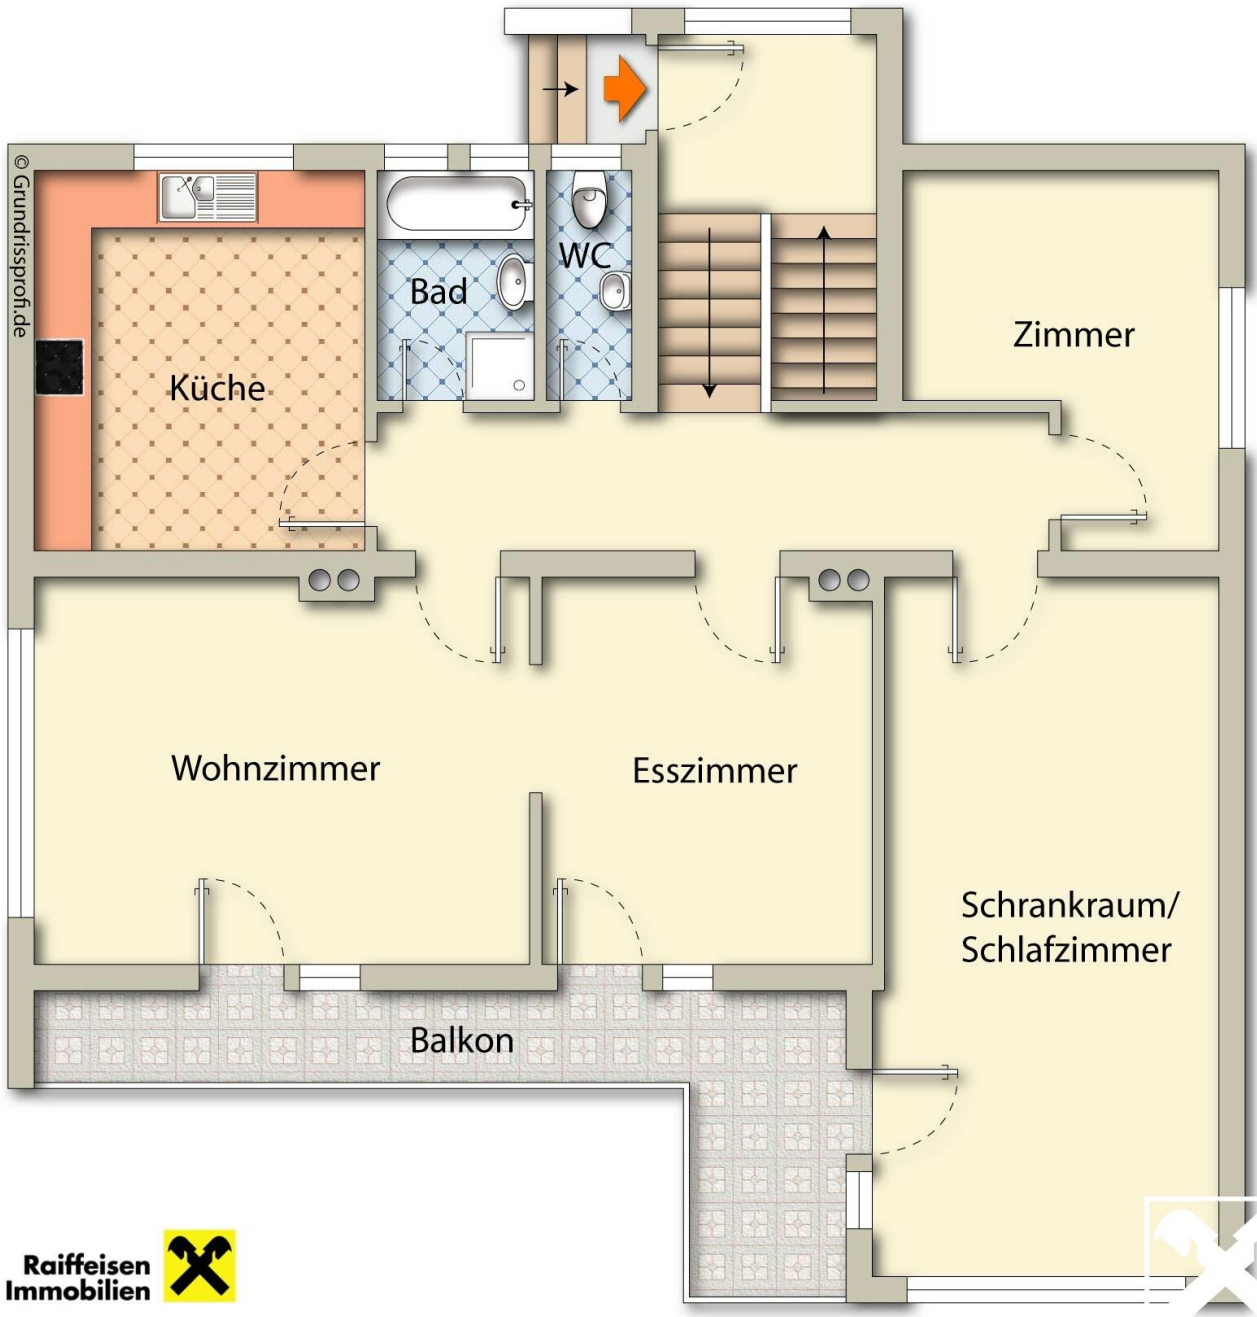 © Grundrissprofi.de
WC
Bad
Zimmer
Küche
Wohnzimmer
Esszimmer
Schrankraum/
Schlafzimmer
Balkon
Raiffeisen
Immobilien